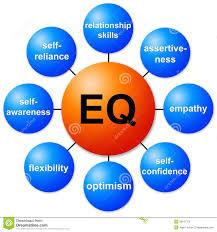 relationship
skills
self-
reliance
assertive-
ness
EQ
self-
awareness
empathy
flexibility
self-
confidence
optimism